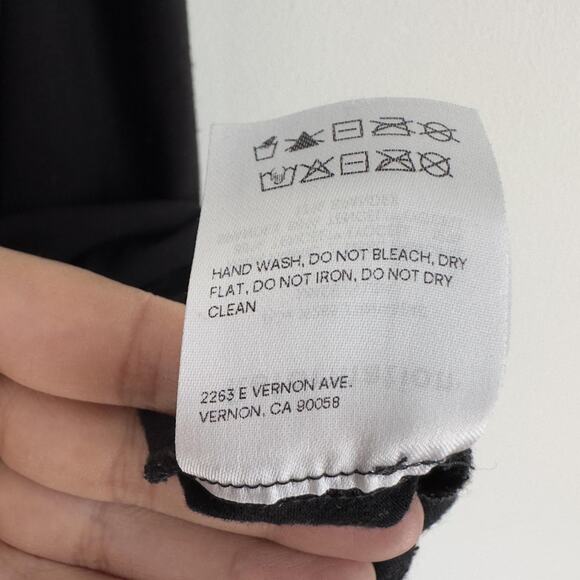 HAND WASH, DO NOT BLEACH, DRY
FLAT, DO NOT IRON, DO NOT DRY
CLEAN
2263 E VERNON AVE.
VERNON, CA 90058